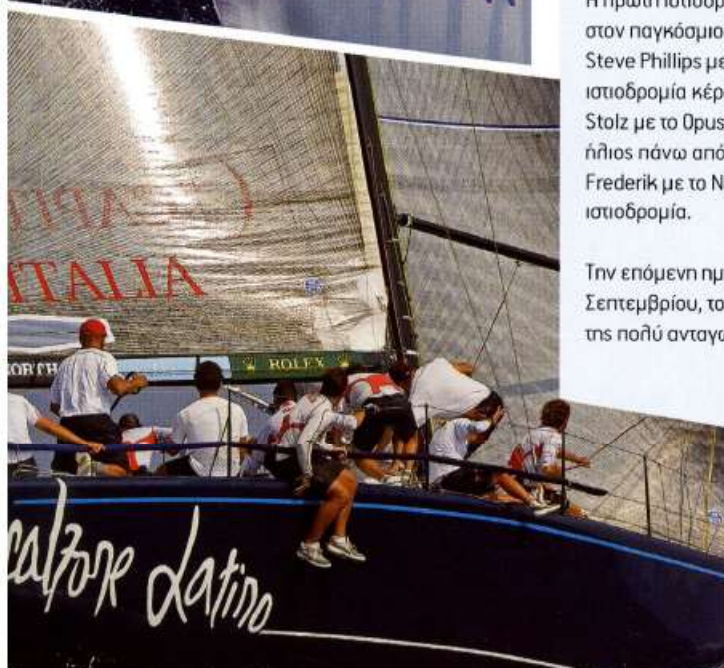 στον παγκόσμιο
Steve Phillips με
ιστιοδρομία κέρ
Stolz με το Opus
ήλιος πάνω από
Frederik με το Ν
ιστιοδρομία.
Την επόμενη ημ
Σεπτεμβρίου, το
της πολύ ανταγω
ITALIA
ROLEX
calzone Latino